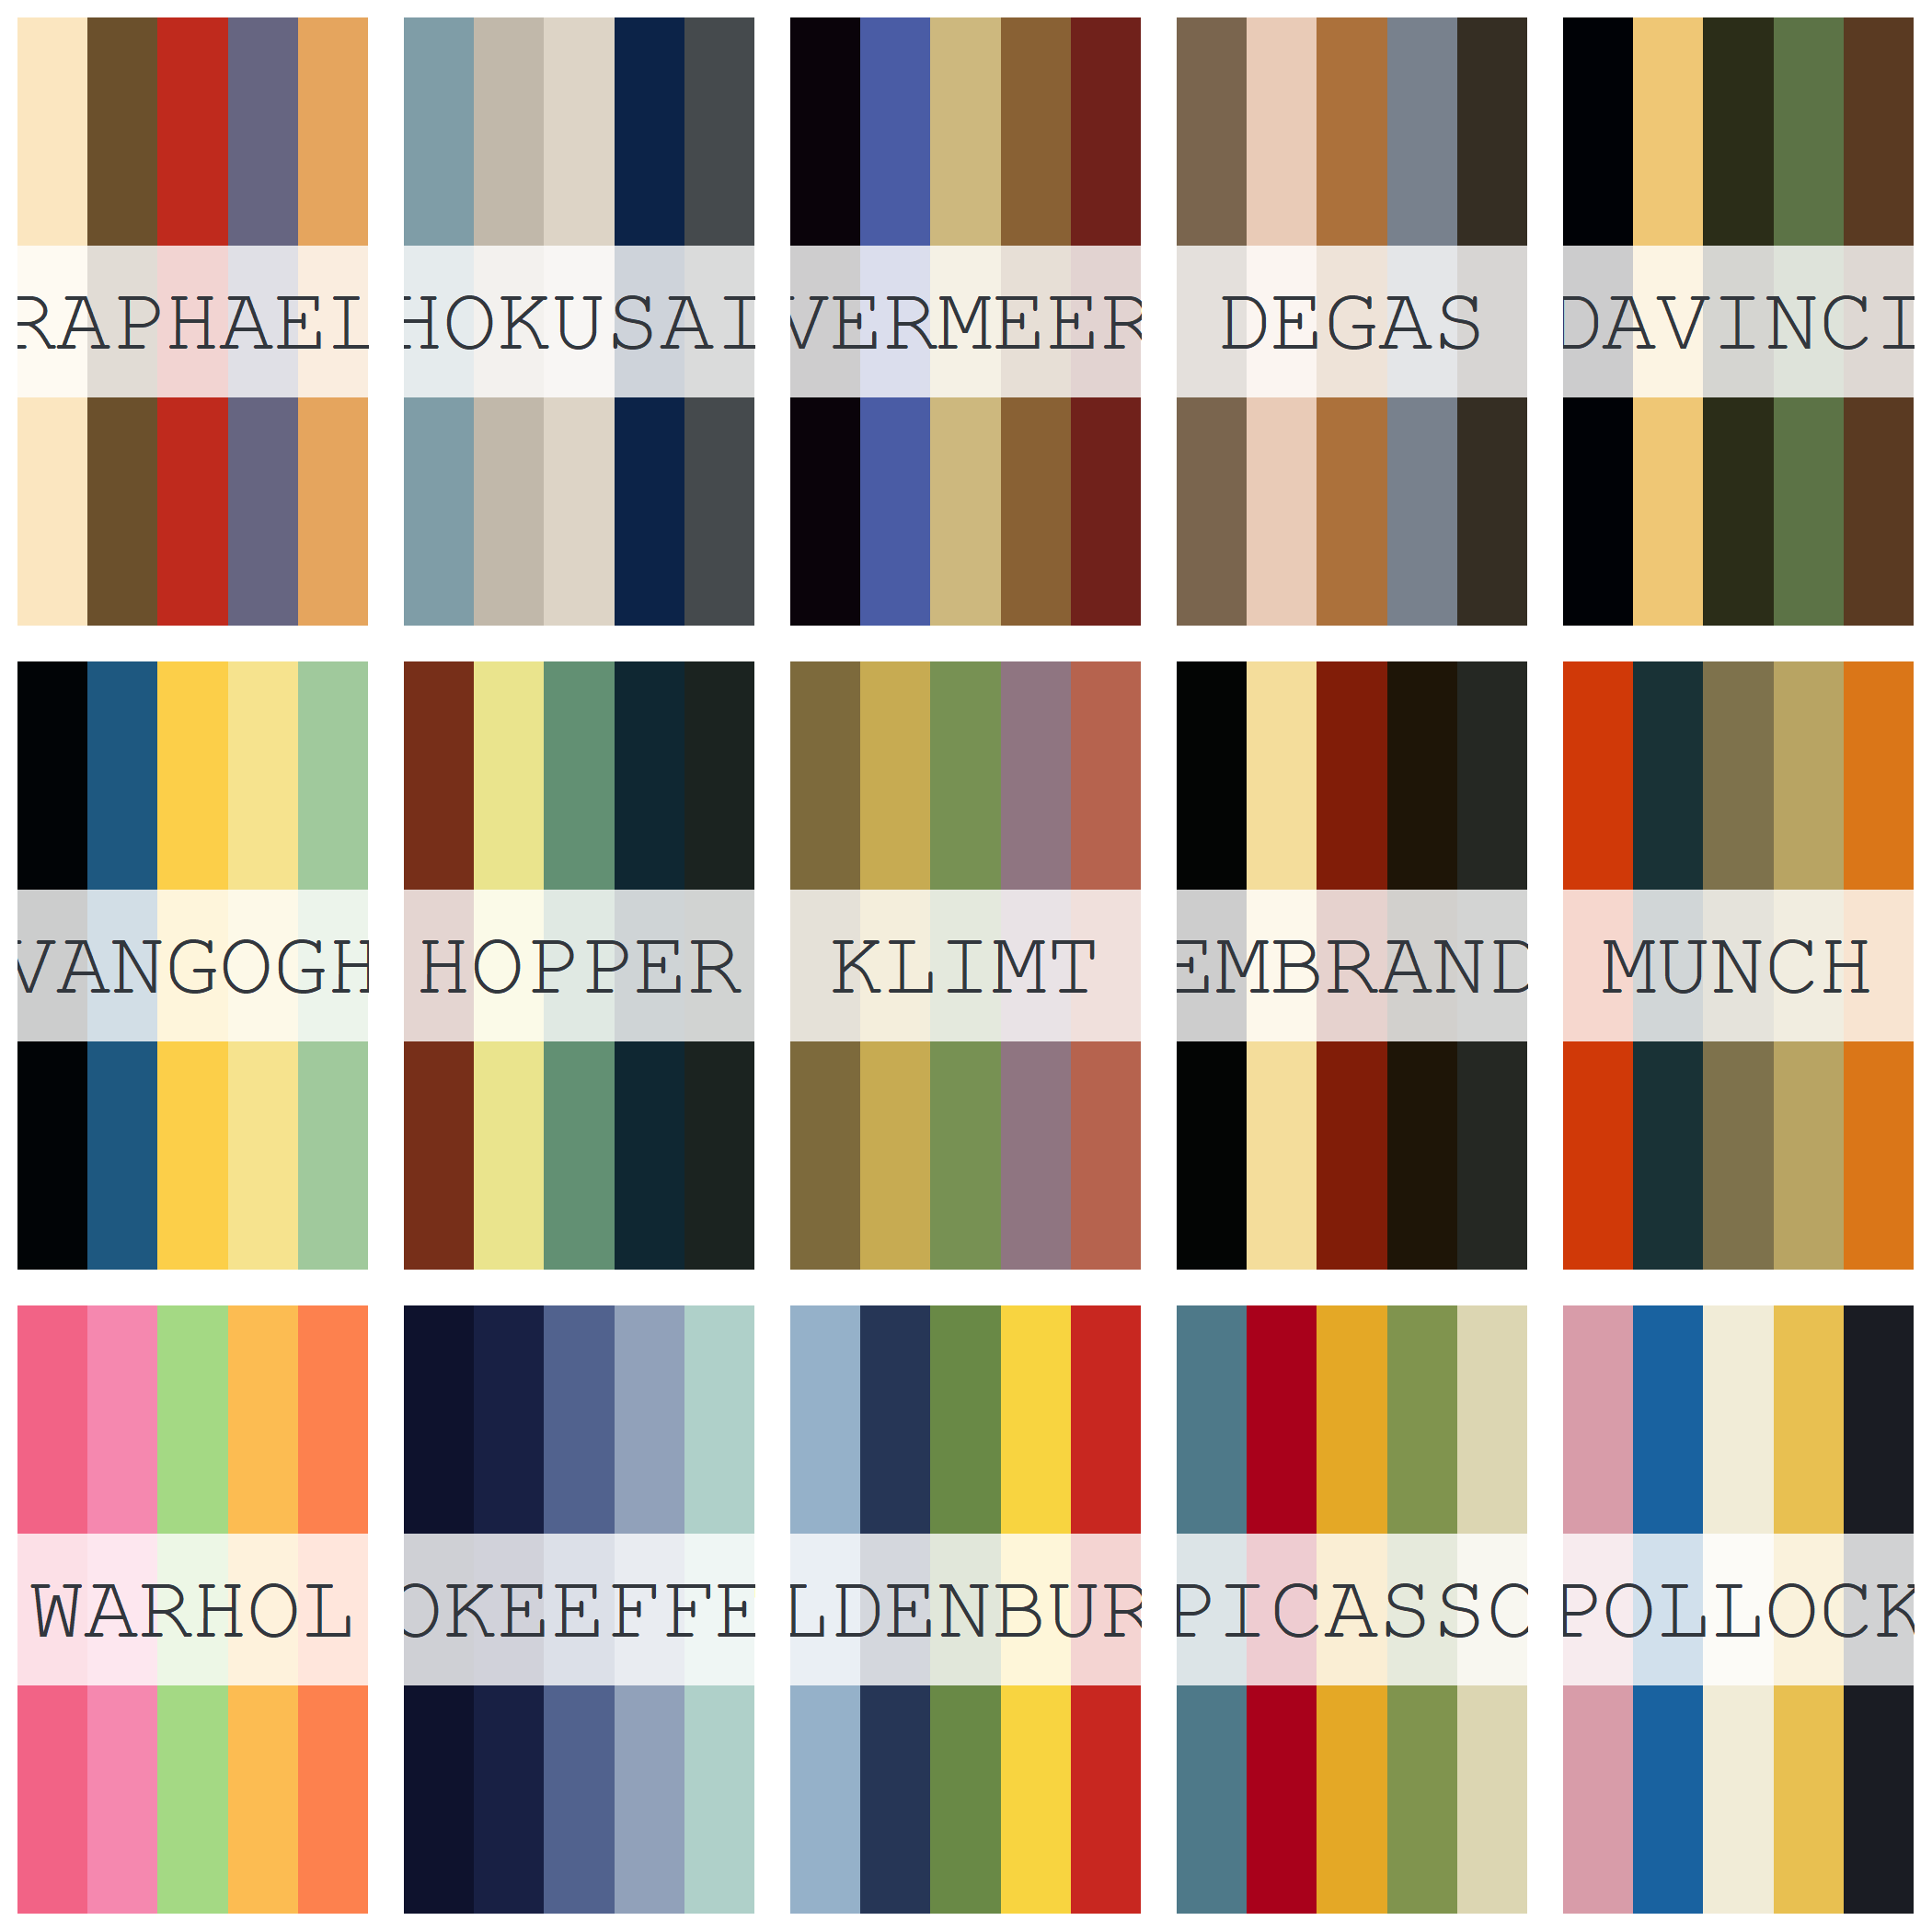 RAPHAEL
HOKUSAI
VERMEER
DEGAS
DAVINCI
VANGOGH
HOPPER
KLIMT
EMBRAND
MUNCH
WARHOL
OKEEFFE
LDENBUR
PICASSO
POLLOCK